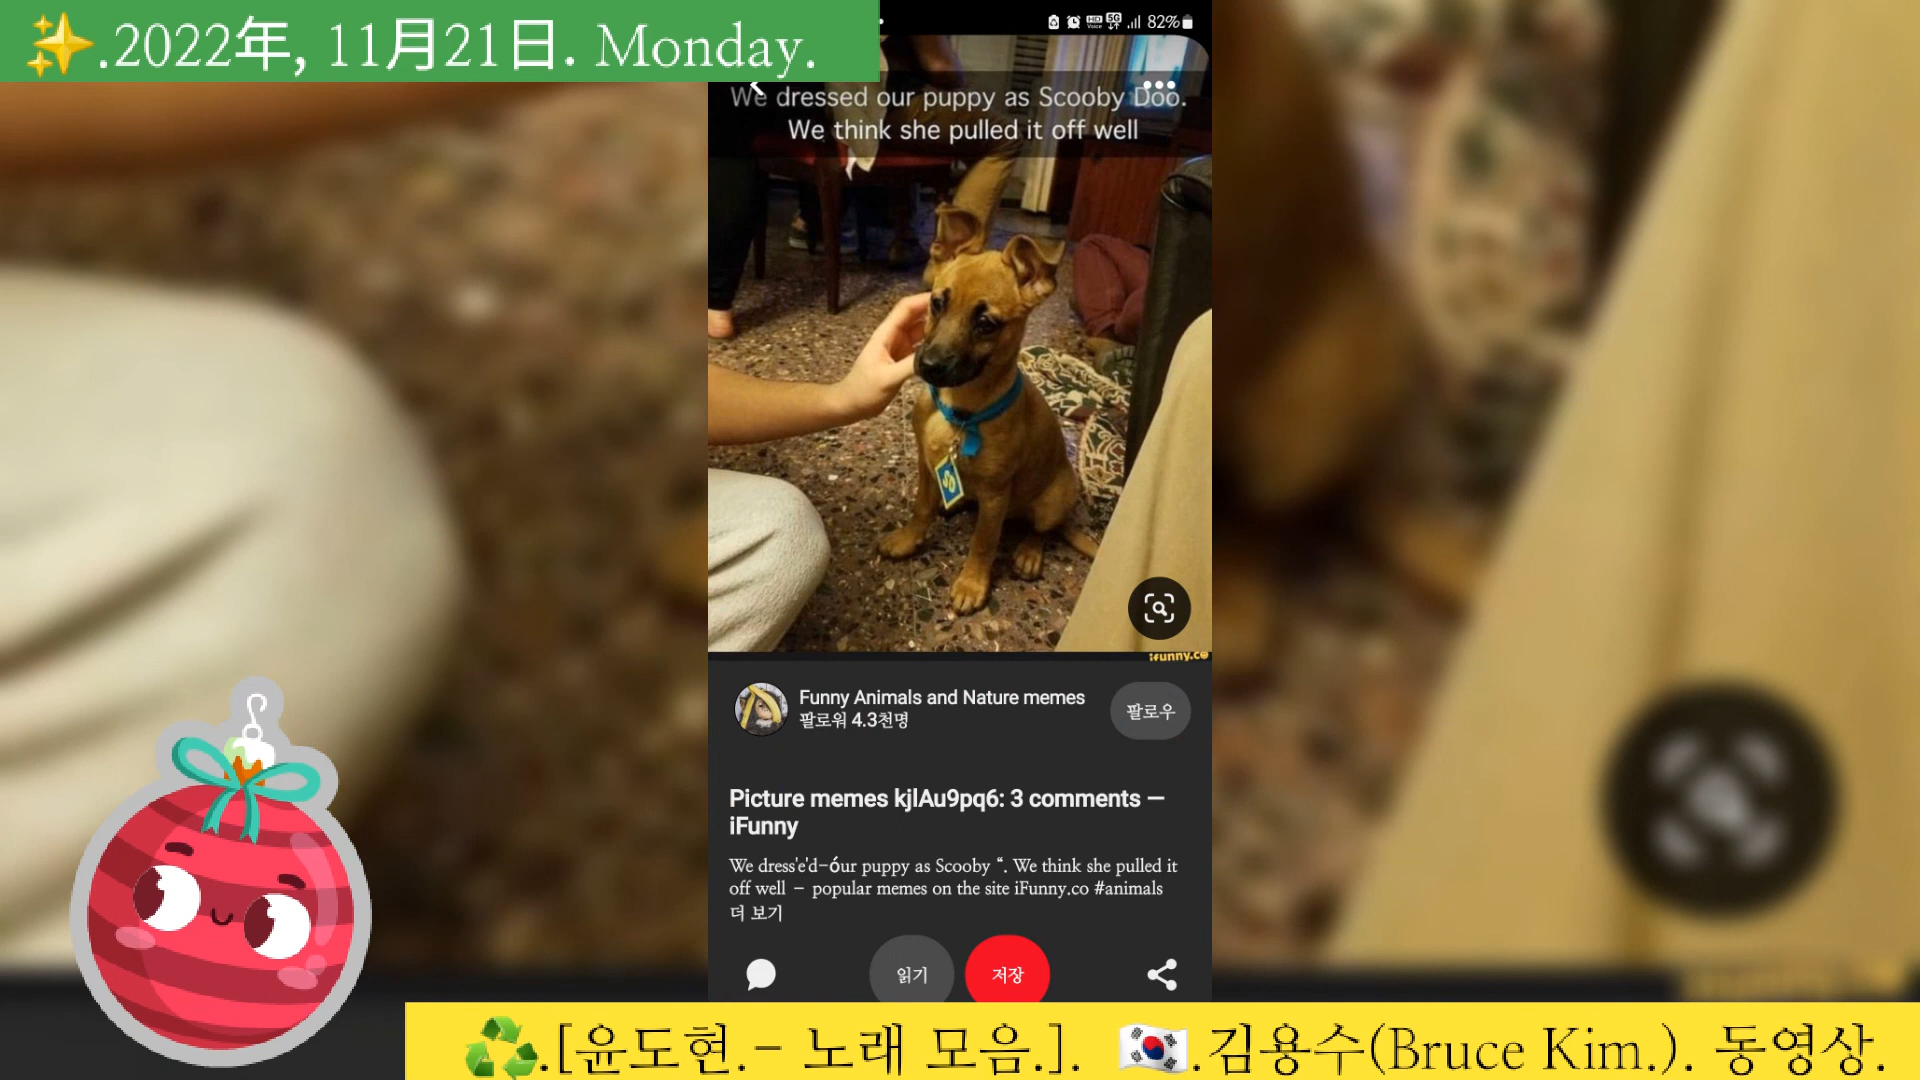 ✨.2022年, 11月21日. Monday.
82%
We dressed our puppy as Scooby Doo.
We think she pulled it off well
ifunny.co
Funny Animals and Nature memes
팔로워 4.3천명
팔로우
Picture memes kjlAu9pq6: 3 comments —
iFunny
We dress'e'd-óur puppy as Scooby “. We think she pulled it
off well – popular memes on the site iFunny.co #animals
더 보기
읽기
저장
♻️.[윤도현.- 노래 모음.]. 🇰🇷.김용수(Bruce Kim.). 동영상.